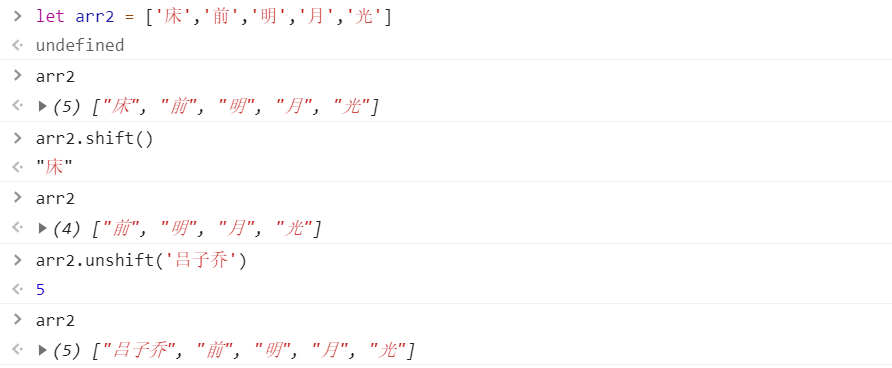 > let arr2 = ['床','前','明','月','光']
< undefined
> arr2
< ▶(5) ["床", "前", "明", "月", "光"]
> arr2.shift()
< "床"
> arr2
< ▶(4) ["前", "明", "月", "光"]
> arr2.unshift('吕子乔')
< 5
> arr2
< ▶(5) ["吕子乔", "前", "明", "月", "光"]